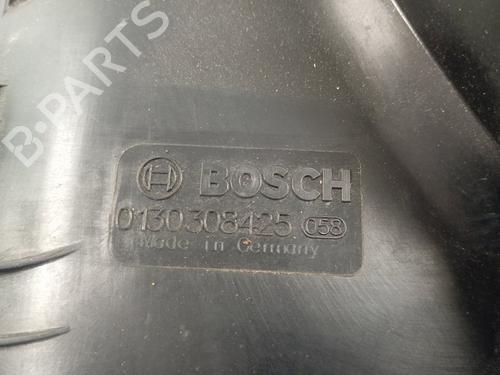 B-PARTS
BOSCH
0130308425 058
Made in Germany